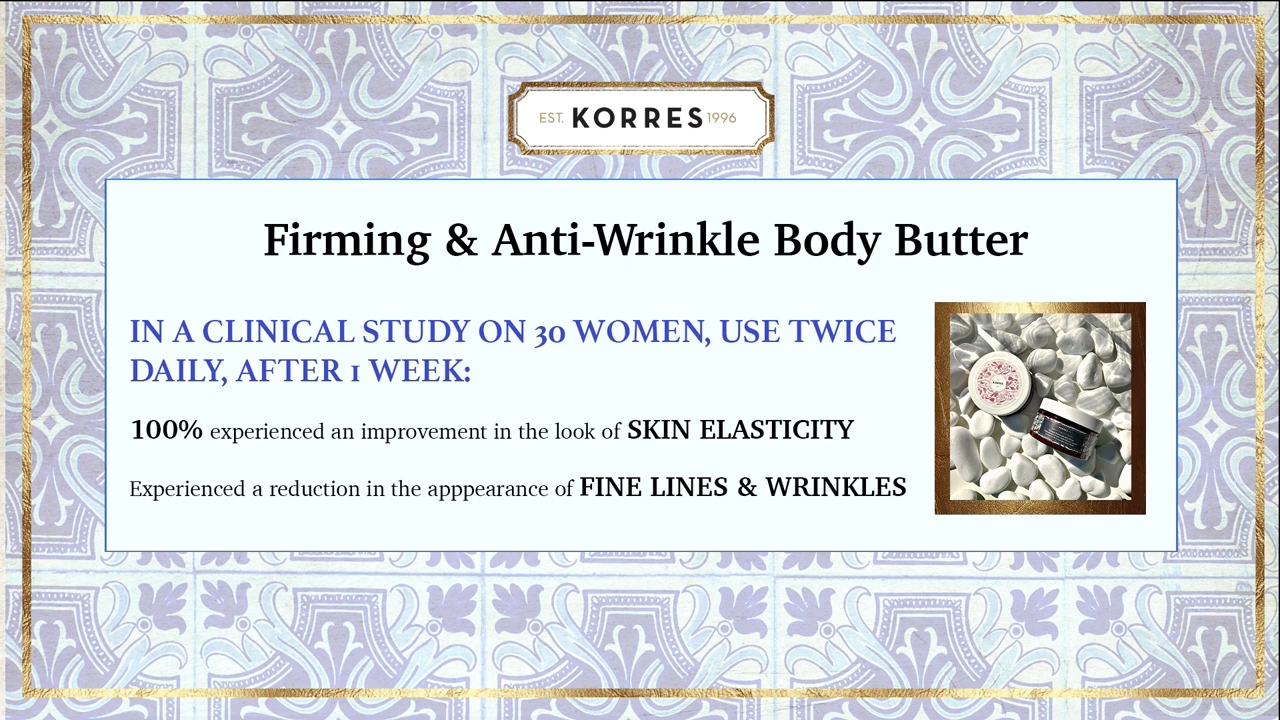 EST. KORRES 1996
Firming & Anti-Wrinkle Body Butter
IN A CLINICAL STUDY ON 30 WOMEN, USE TWICE
DAILY, AFTER 1 WEEK:
100% experienced an improvement in the look of SKIN ELASTICITY
Experienced a reduction in the apppearance of FINE LINES & WRINKLES